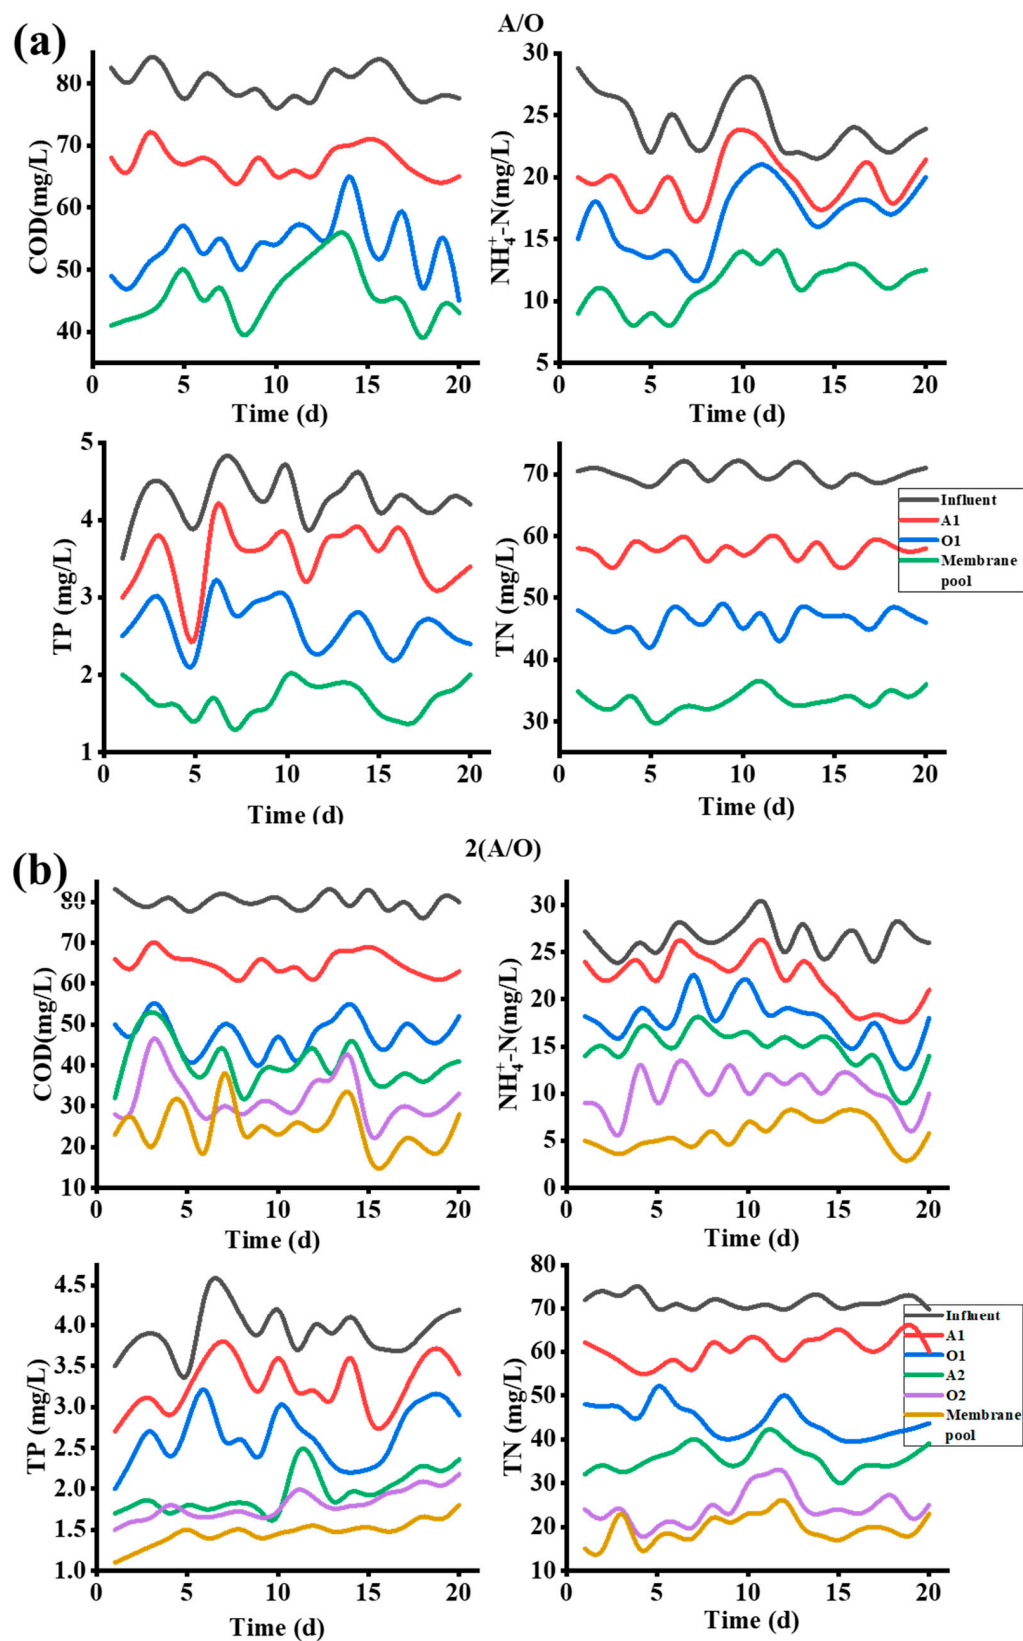 (a)
A/O
80
70
60
50
40
COD(mg/L)
0 5 10 15 20
Time (d)
30
25
20
15
10
5
NH₄⁺-N(mg/L)
0 5 10 15 20
Time (d)
5
4
3
2
1
TP (mg/L)
0 5 10 15 20
Time (d)
70
60
50
40
30
TN (mg/L)
0 5 10 15 20
Time (d)
Influent
A1
O1
Membrane
pool
(b)
2(A/O)
80
70
60
50
40
30
20
10
COD(mg/L)
0 5 10 15 20
Time (d)
30
25
20
15
10
5
0
NH₄⁺-N(mg/L)
0 5 10 15 20
Time (d)
4.5
4.0
3.5
3.0
2.5
2.0
1.5
1.0
TP (mg/L)
0 5 10 15 20
Time (d)
80
70
60
50
40
30
20
10
TN (mg/L)
0 5 10 15 20
Time (d)
Influent
A1
O1
A2
O2
Membrane
pool